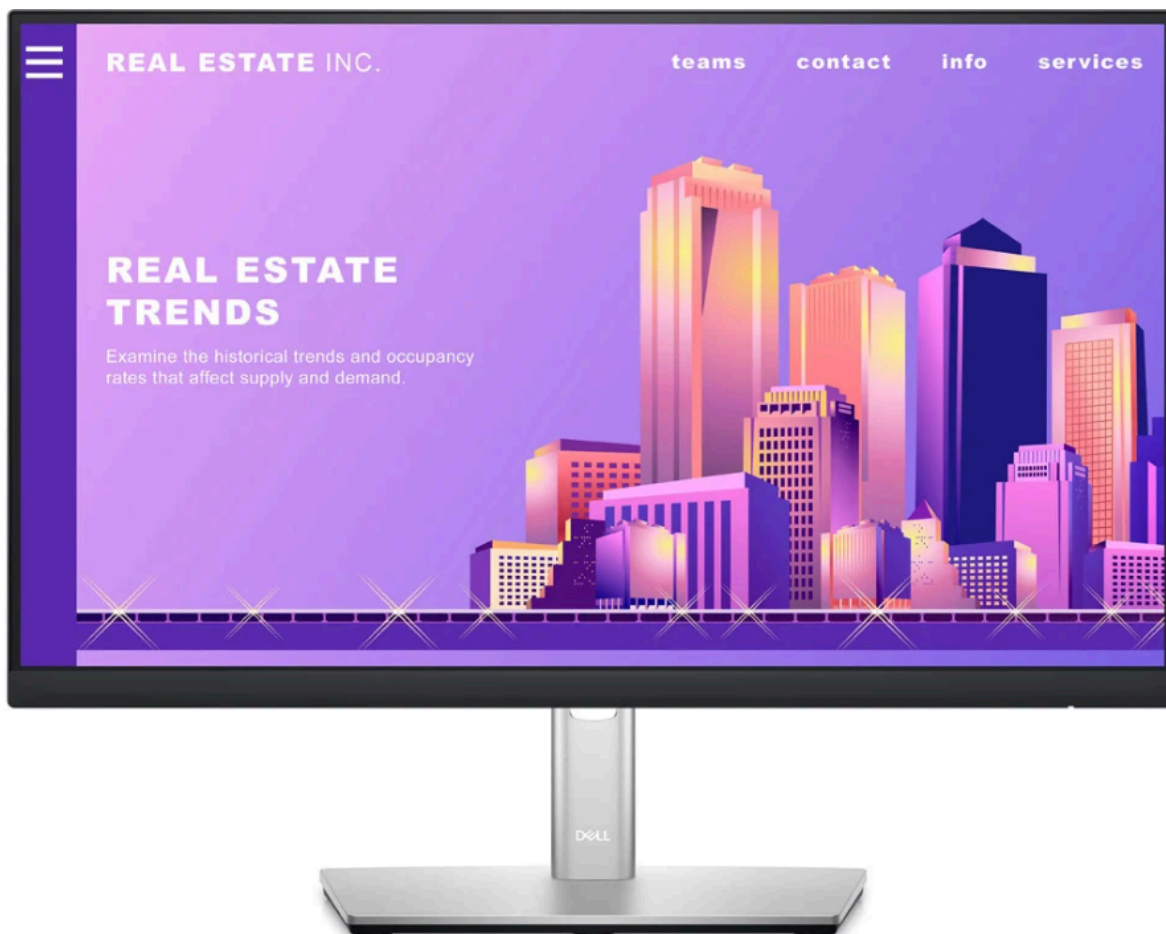 REAL ESTATE INC.
teams contact info services
REAL ESTATE
TRENDS
Examine the historical trends and occupancy
rates that affect supply and demand.
DELL